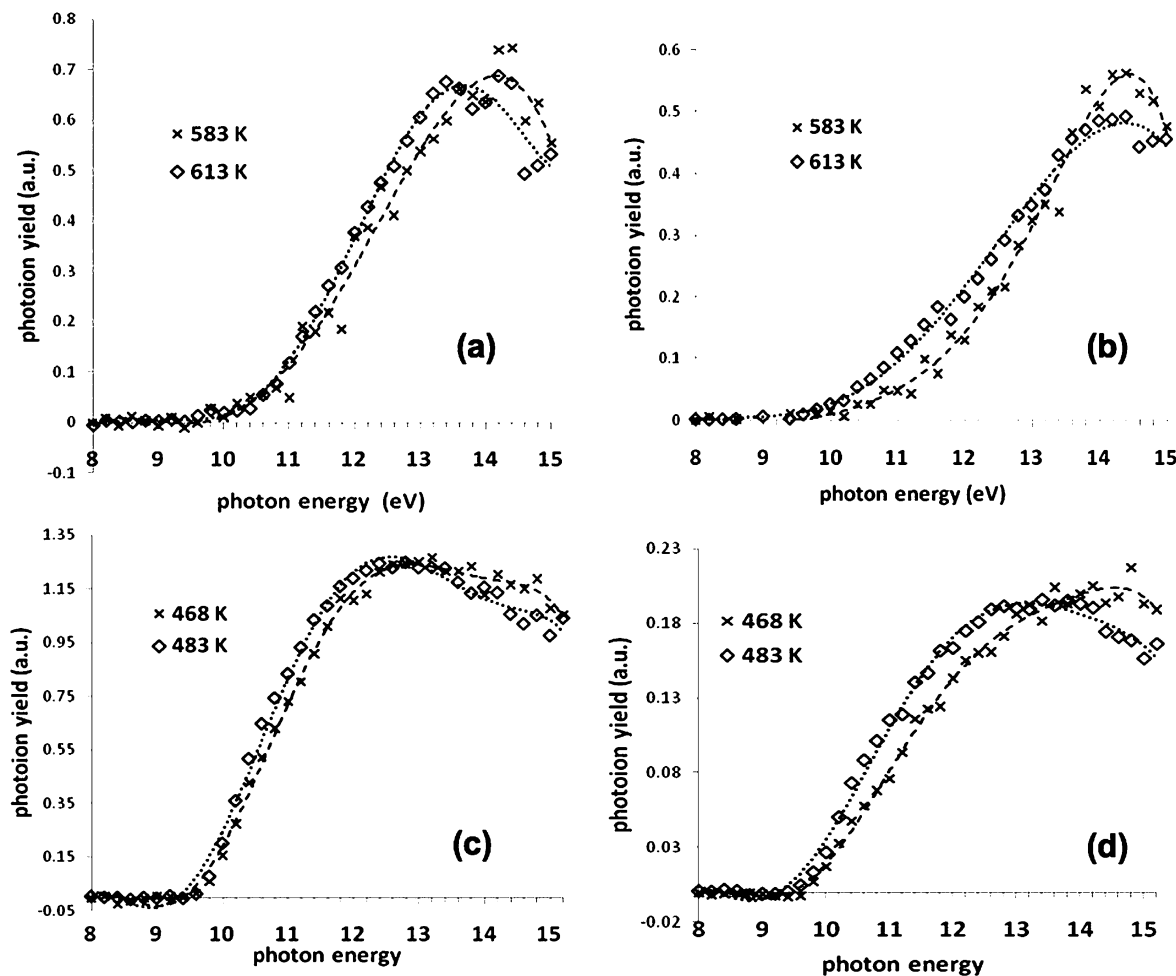 0.8
0.7
0.6
0.5
0.4
0.3
0.2
0.1
0
-0.1
photoion yield (a.u.)
× 583 K
◇ 613 K
(a)
8 9 10 11 12 13 14 15
photon energy (eV)
0.6
0.5
0.4
0.3
0.2
0.1
0
photoion yield (a.u.)
× 583 K
◇ 613 K
(b)
8 9 10 11 12 13 14 15
photon energy (eV)
1.35
1.15
0.95
0.75
0.55
0.35
0.15
-0.05
photoion yield (a.u.)
× 468 K
◇ 483 K
(c)
8 9 10 11 12 13 14 15
photon energy
0.23
0.18
0.13
0.08
0.03
-0.02
photoion yield (a.u.)
× 468 K
◇ 483 K
(d)
8 9 10 11 12 13 14 15
photon energy